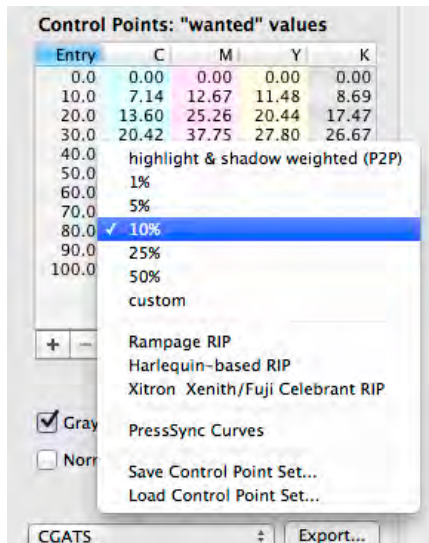 Control Points: "wanted" values
Entry C M Y K
0.0 0.00 0.00 0.00 0.00
10.0 7.14 12.67 11.48 8.69
20.0 13.60 25.26 20.44 17.47
30.0 20.42 37.75 27.80 26.67
40.0
50.0
60.0
70.0
80.0
90.0
100.0
highlight & shadow weighted (P2P)
1%
5%
✓ 10%
25%
50%
custom
Rampage RIP
Harlequin-based RIP
Xitron Xenith/Fuji Celebrant RIP
PressSync Curves
Save Control Point Set...
Load Control Point Set...
+ −
Gray
Norr
CGATS
Export...